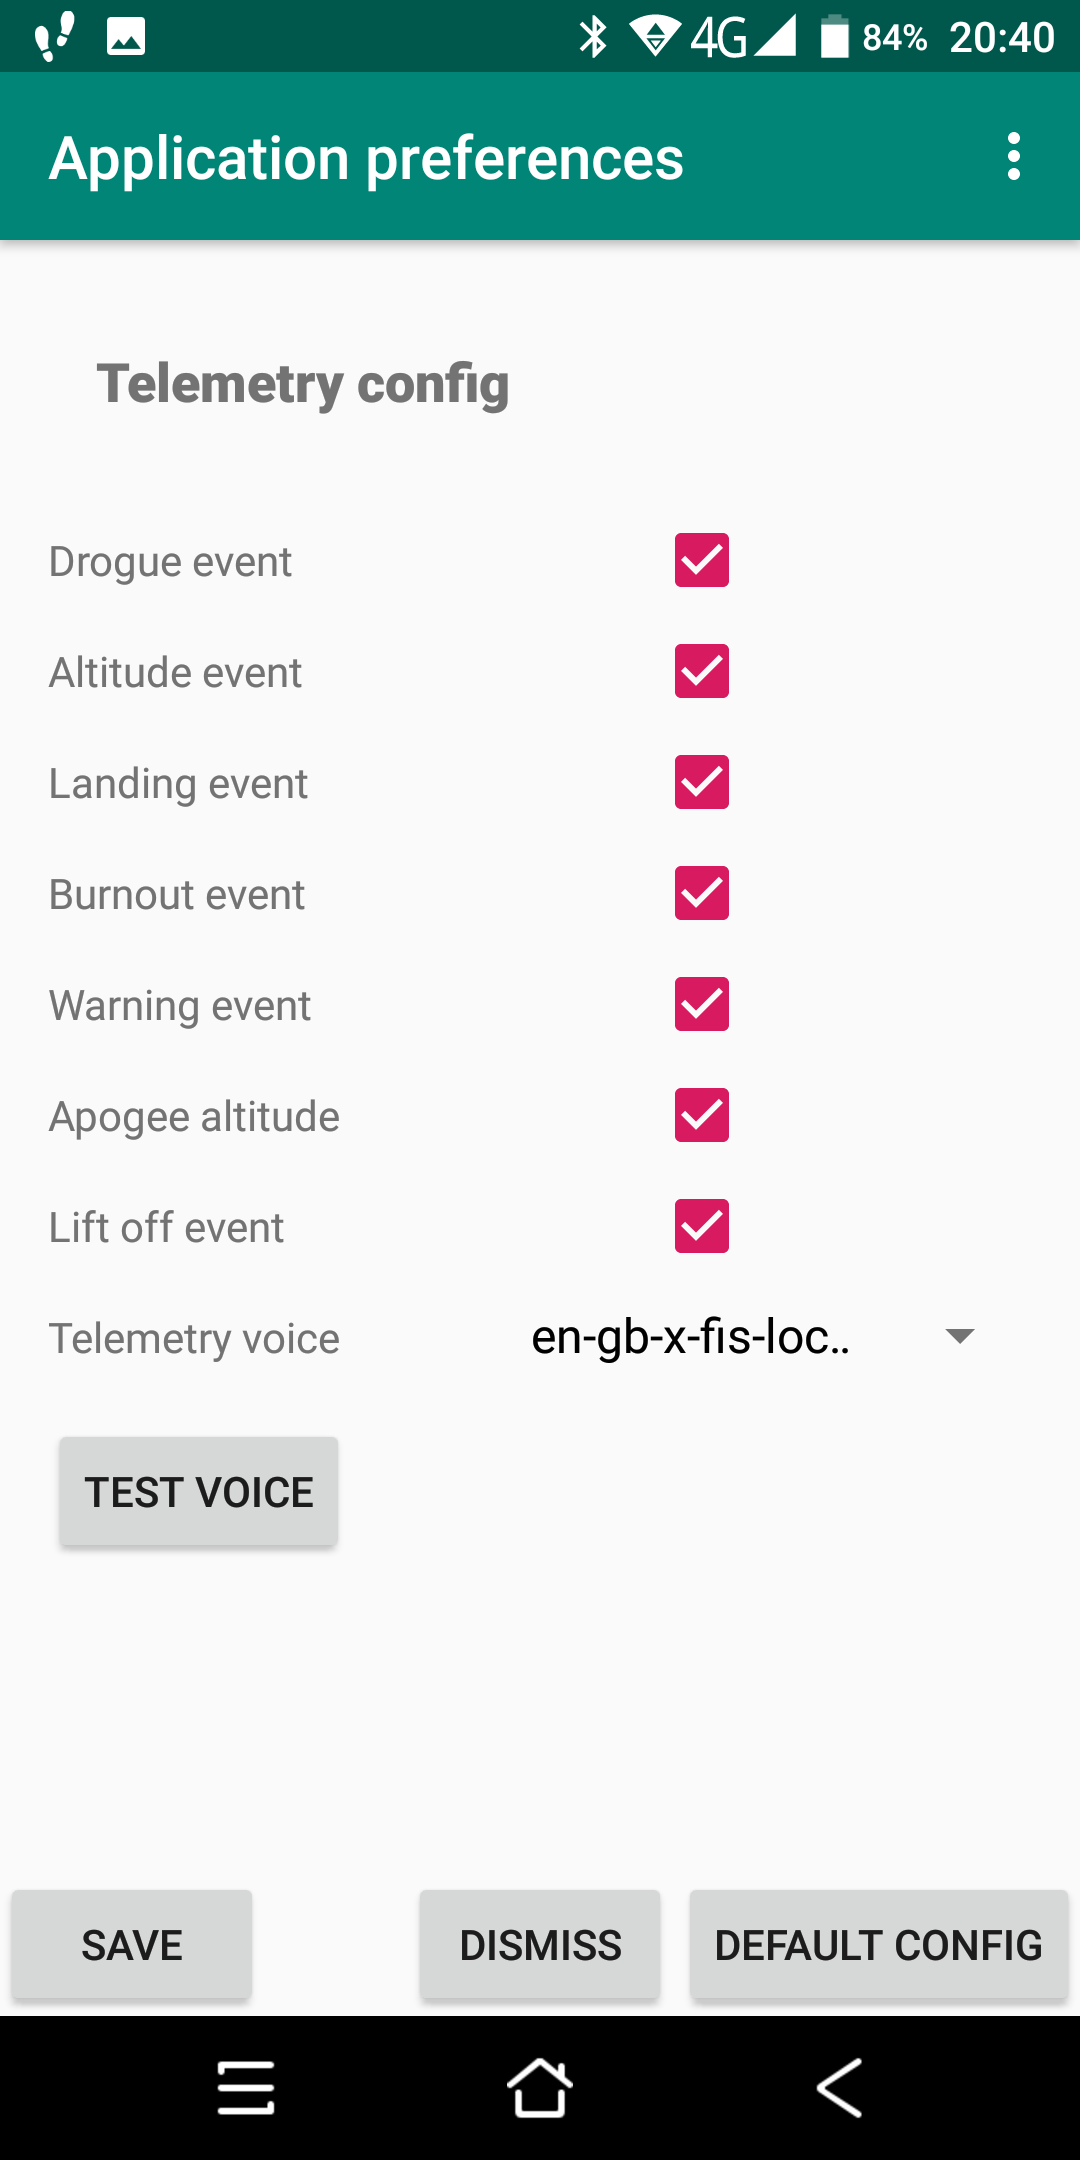 4G 84% 20:40
Application preferences
Telemetry config
Drogue event
Altitude event
Landing event
Burnout event
Warning event
Apogee altitude
Lift off event
Telemetry voice en-gb-x-fis-loc..
TEST VOICE
SAVE DISMISS DEFAULT CONFIG